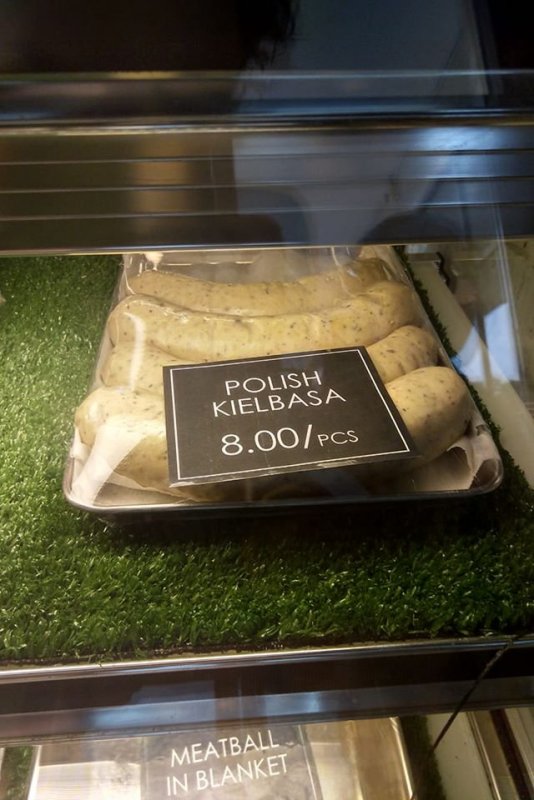 POLISH
KIELBASA
8.00/PCS
MEATBALL
IN BLANKET